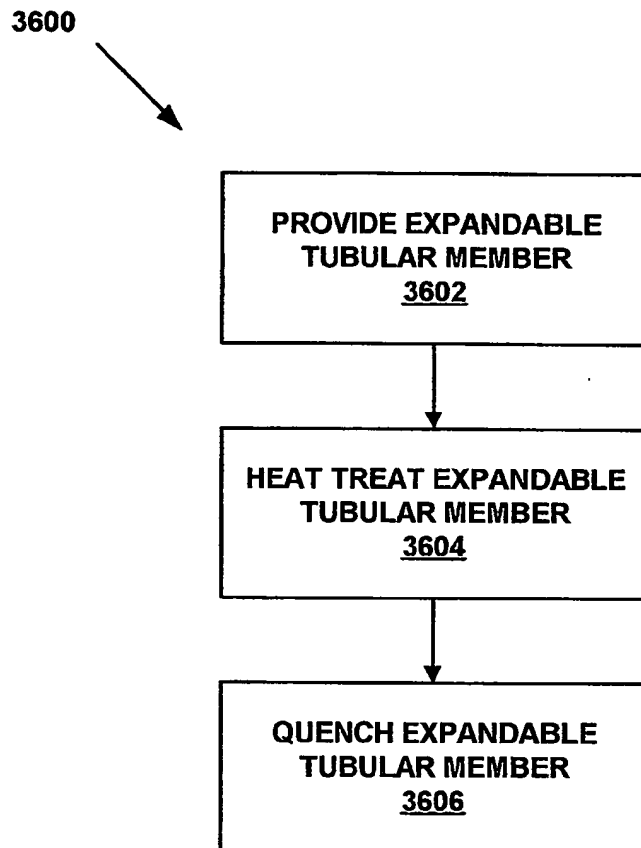 3600
PROVIDE EXPANDABLE
TUBULAR MEMBER
3602
HEAT TREAT EXPANDABLE
TUBULAR MEMBER
3604
QUENCH EXPANDABLE
TUBULAR MEMBER
3606